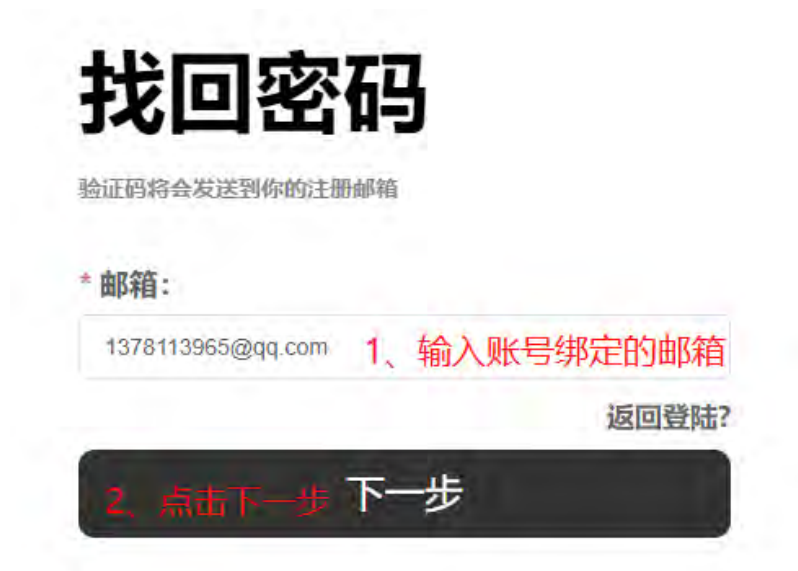 找回密码
验证码将会发送到你的注册邮箱
* 邮箱：
1378113965@qq.com 1、输入账号绑定的邮箱
返回登陆?
2、点击下一步 下一步